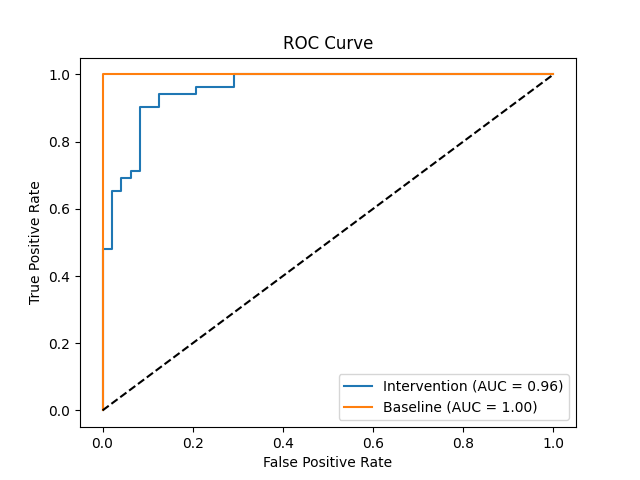 ROC Curve
True Positive Rate
1.0
0.8
0.6
0.4
0.2
0.0
Intervention (AUC = 0.96)
Baseline (AUC = 1.00)
0.0 0.2 0.4 0.6 0.8 1.0
False Positive Rate